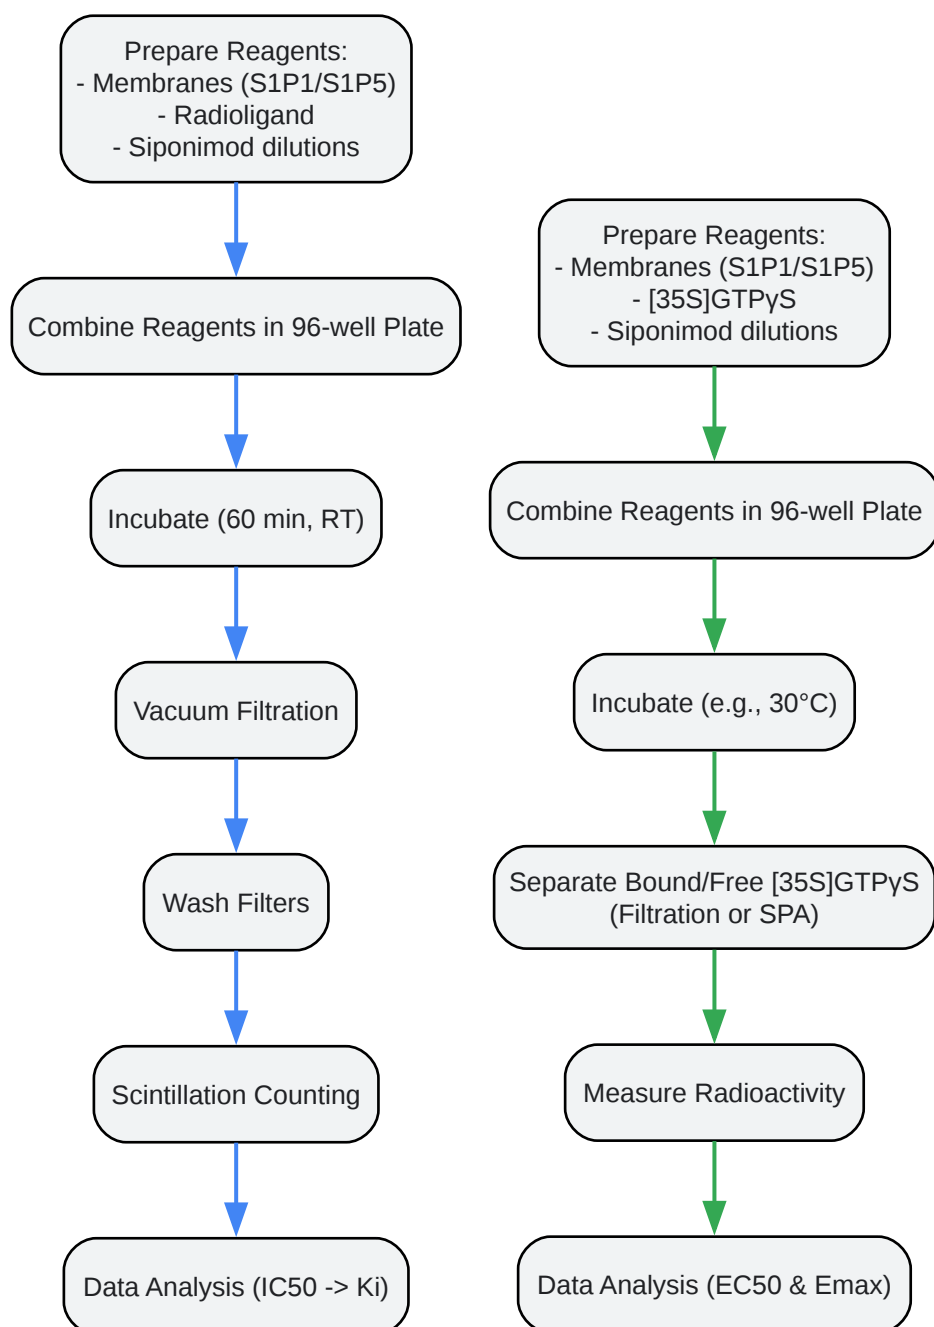 Prepare Reagents:
- Membranes (S1P1/S1P5)
- Radioligand
- Siponimod dilutions
Combine Reagents in 96-well Plate
Incubate (60 min, RT)
Vacuum Filtration
Wash Filters
Scintillation Counting
Data Analysis (IC50 -> Ki)
Prepare Reagents:
- Membranes (S1P1/S1P5)
- [35S]GTPγS
- Siponimod dilutions
Combine Reagents in 96-well Plate
Incubate (e.g., 30°C)
Separate Bound/Free [35S]GTPγS
(Filtration or SPA)
Measure Radioactivity
Data Analysis (EC50 & Emax)